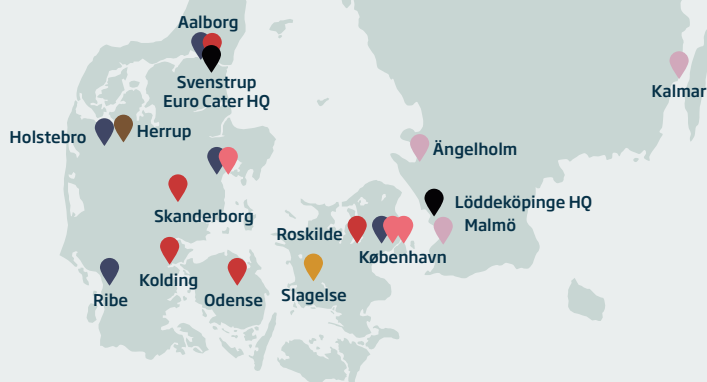 Aalborg
Svenstrup
Euro Cater HQ
Kalmar
Holstebro
Herrup
Ängelholm
Skanderborg
Löddeköpinge HQ
Malmö
Roskilde
København
Kolding
Ribe
Odense
Slagelse